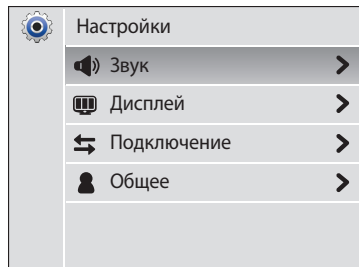 Настройки
Звук
Дисплей
Подключение
Общее